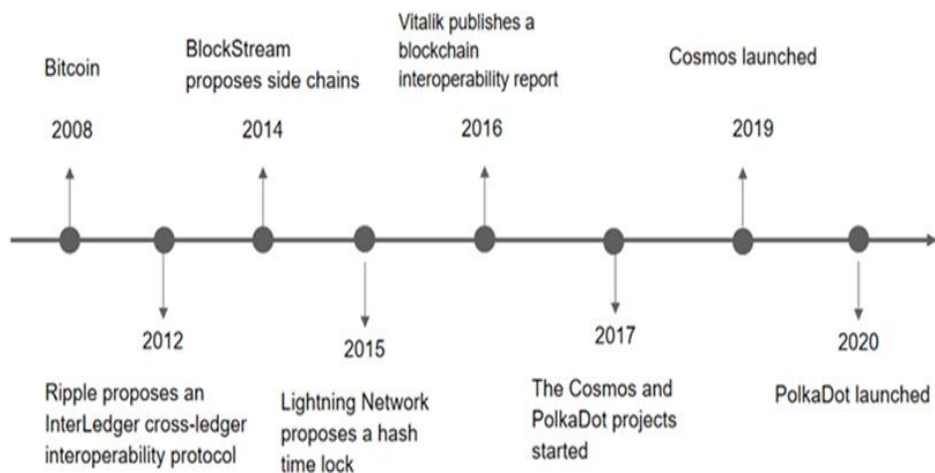 Bitcoin
2008
BlockStream
proposes side chains
2014
Vitalik publishes a
blockchain
interoperability report
2016
Cosmos launched
2019
2012
Ripple proposes an
InterLedger cross-ledger
interoperability protocol
2015
Lightning Network
proposes a hash
time lock
2017
The Cosmos and
PolkaDot projects
started
2020
PolkaDot launched